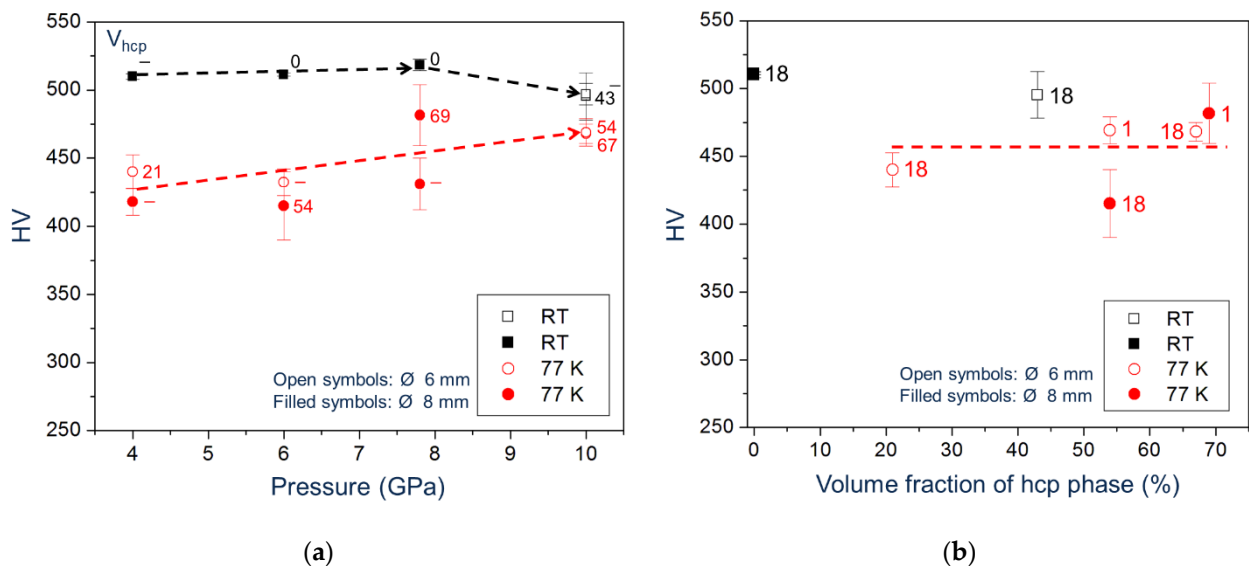 550
500
450
400
350
300
250
HV
V_hcp
–
0
0
–
43
69
54
67
21
–
–
54
–
RT
RT
77 K
77 K
Open symbols: Ø 6 mm
Filled symbols: Ø 8 mm
4 5 6 7 8 9 10
Pressure (GPa)
(a)
550
500
450
400
350
300
250
HV
18
18
1
18
1
18
18
RT
RT
77 K
77 K
Open symbols: Ø 6 mm
Filled symbols: Ø 8 mm
0 10 20 30 40 50 60 70
Volume fraction of hcp phase (%)
(b)